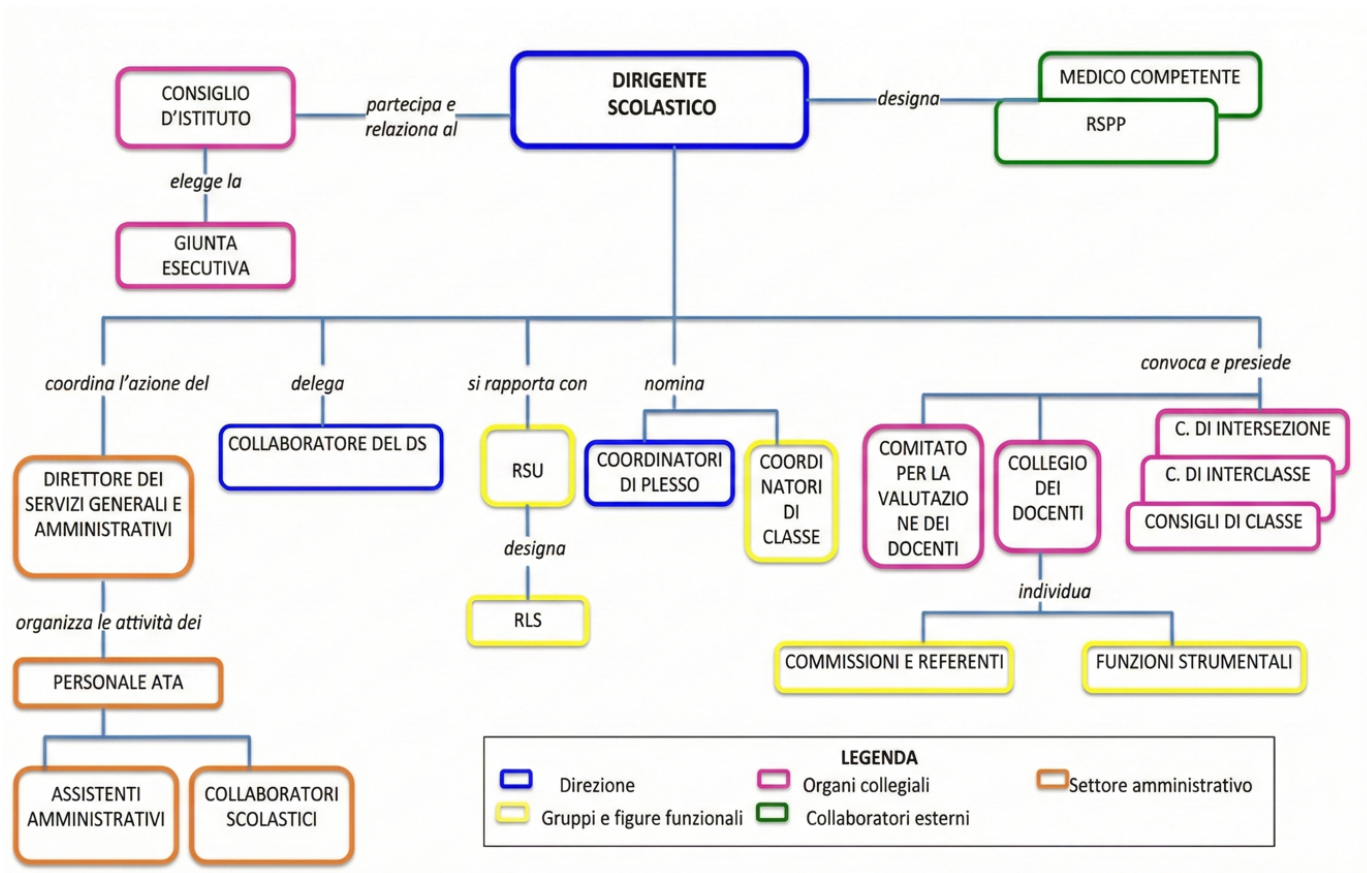 DIRIGENTE
SCOLASTICO
CONSIGLIO
D'ISTITUTO
partecipa e
relaziona al
designa
MEDICO COMPETENTE
RSPP
elegge la
GIUNTA
ESECUTIVA
coordina l'azione del
delega
si rapporta con
nomina
convoca e presiede
DIRETTORE DEI
SERVIZI GENERALI E
AMMINISTRATIVI
COLLABORATORE DEL DS
RSU
COORDINATORI
DI PLESSO
COORDI
NATORI
DI
CLASSE
COMITATO
PER LA
VALUTAZIO
NE DEI
DOCENTI
COLLEGIO
DEI
DOCENTI
C. DI INTERSEZIONE
C. DI INTERCLASSE
CONSIGLI DI CLASSE
designa
RLS
individua
COMMISSIONI E REFERENTI
FUNZIONI STRUMENTALI
organizza le attività dei
PERSONALE ATA
ASSISTENTI
AMMINISTRATIVI
COLLABORATORI
SCOLASTICI
LEGENDA
Direzione
Organi collegiali
Settore amministrativo
Gruppi e figure funzionali
Collaboratori esterni